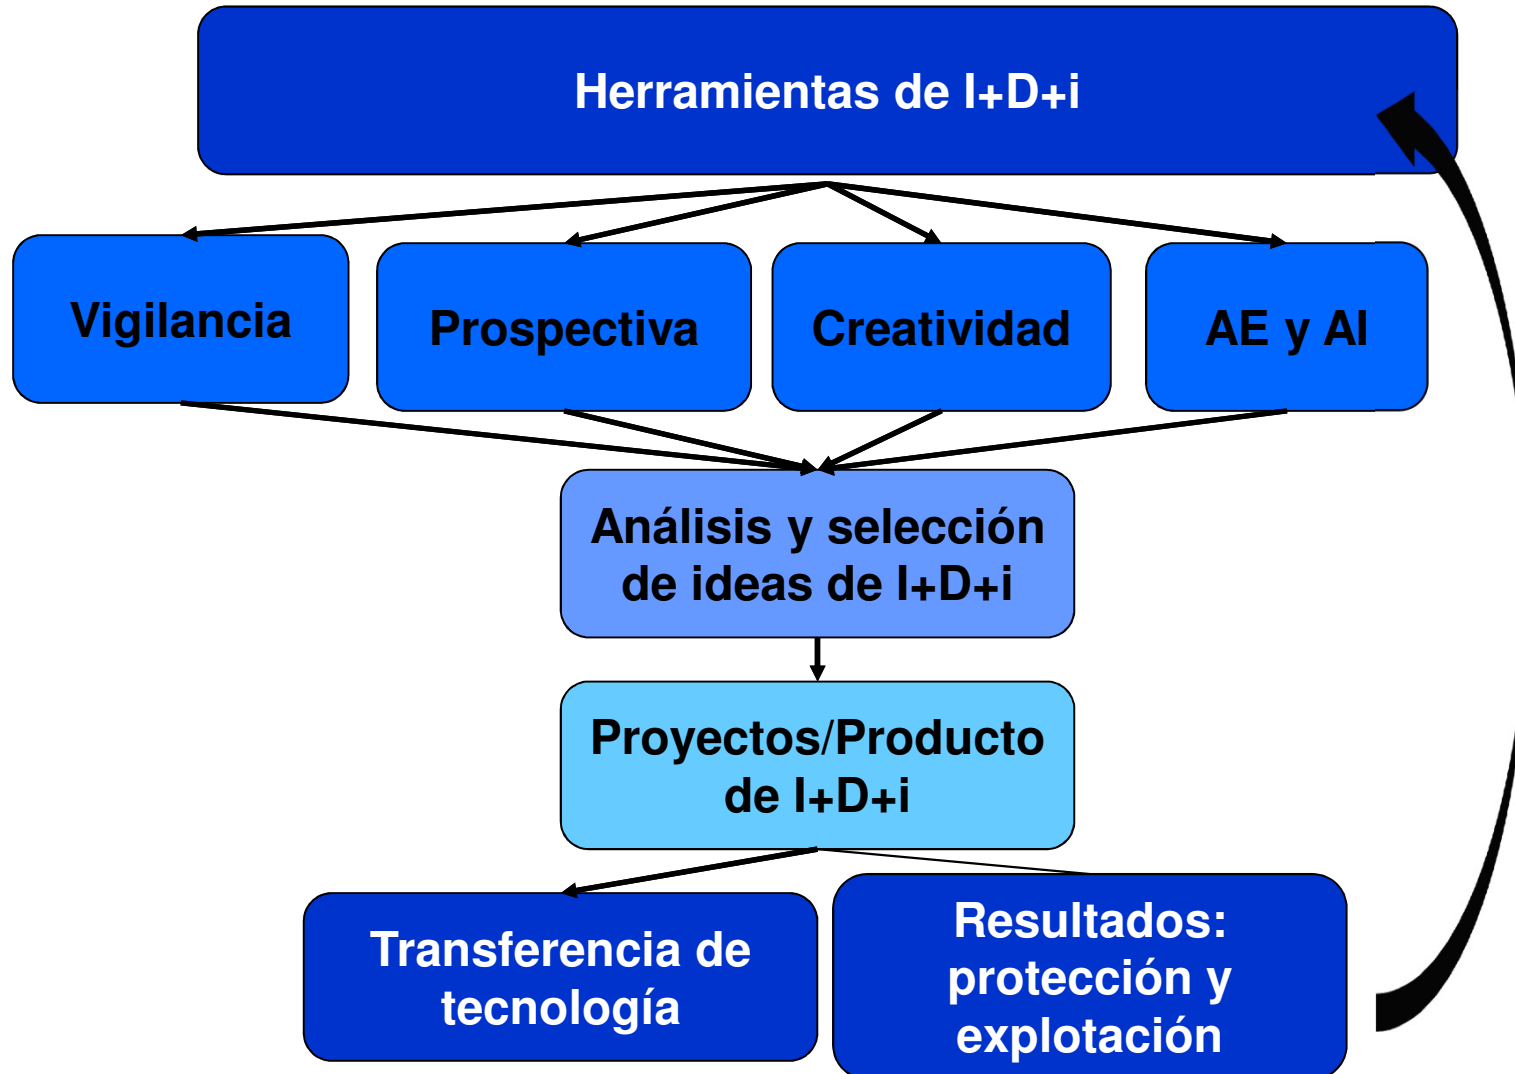 Herramientas de I+D+i
Vigilancia
Prospectiva
Creatividad
AE y AI
Análisis y selección
de ideas de I+D+i
Proyectos/Producto
de I+D+i
Transferencia de
tecnología
Resultados:
protección y
explotación